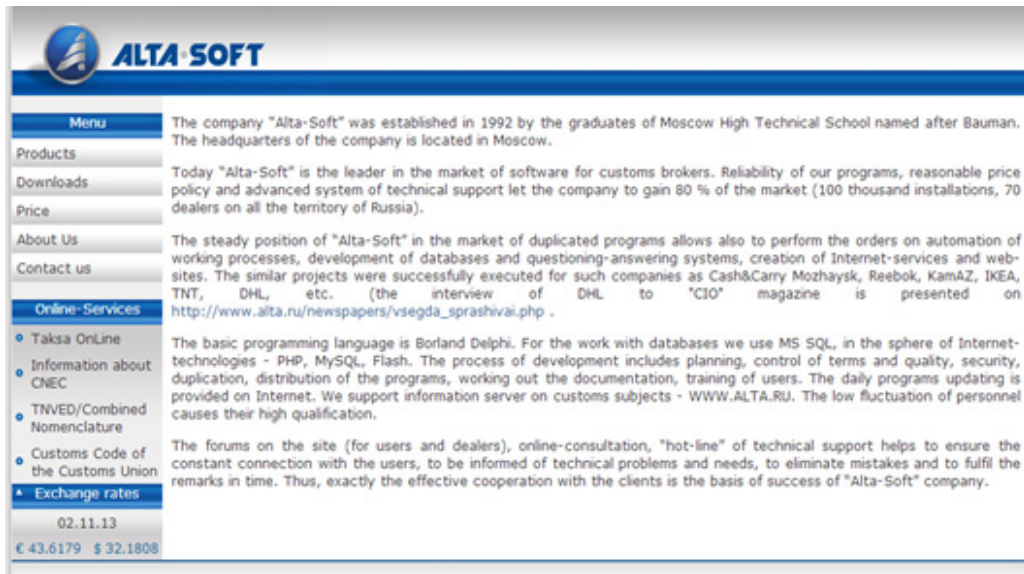 ALTA·SOFT
Menu
Products
Downloads
Price
About Us
Contact us
Online-Services
Taksa OnLine
Information about
CNEC
TNVED/Combined
Nomenclature
Customs Code of
the Customs Union
Exchange rates
02.11.13
€ 43.6179 $ 32.1808
The company "Alta-Soft" was established in 1992 by the graduates of Moscow High Technical School named after Bauman.
The headquarters of the company is located in Moscow.
Today "Alta-Soft" is the leader in the market of software for customs brokers. Reliability of our programs, reasonable price
policy and advanced system of technical support let the company to gain 80 % of the market (100 thousand installations, 70
dealers on all the territory of Russia).
The steady position of "Alta-Soft" in the market of duplicated programs allows also to perform the orders on automation of
working processes, development of databases and questioning-answering systems, creation of Internet-services and web-
sites. The similar projects were successfully executed for such companies as Cash&Carry Mozhaysk, Reebok, KamAZ, IKEA,
TNT, DHL, etc. (the interview of DHL to "CIO" magazine is presented on
http://www.alta.ru/newspapers/vsegda_sprashivai.php .
The basic programming language is Borland Delphi. For the work with databases we use MS SQL, in the sphere of Internet-
technologies - PHP, MySQL, Flash. The process of development includes planning, control of terms and quality, security,
duplication, distribution of the programs, working out the documentation, training of users. The daily programs updating is
provided on Internet. We support information server on customs subjects - WWW.ALTA.RU. The low fluctuation of personnel
causes their high qualification.
The forums on the site (for users and dealers), online-consultation, "hot-line" of technical support helps to ensure the
constant connection with the users, to be informed of technical problems and needs, to eliminate mistakes and to fulfil the
remarks in time. Thus, exactly the effective cooperation with the clients is the basis of success of "Alta-Soft" company.